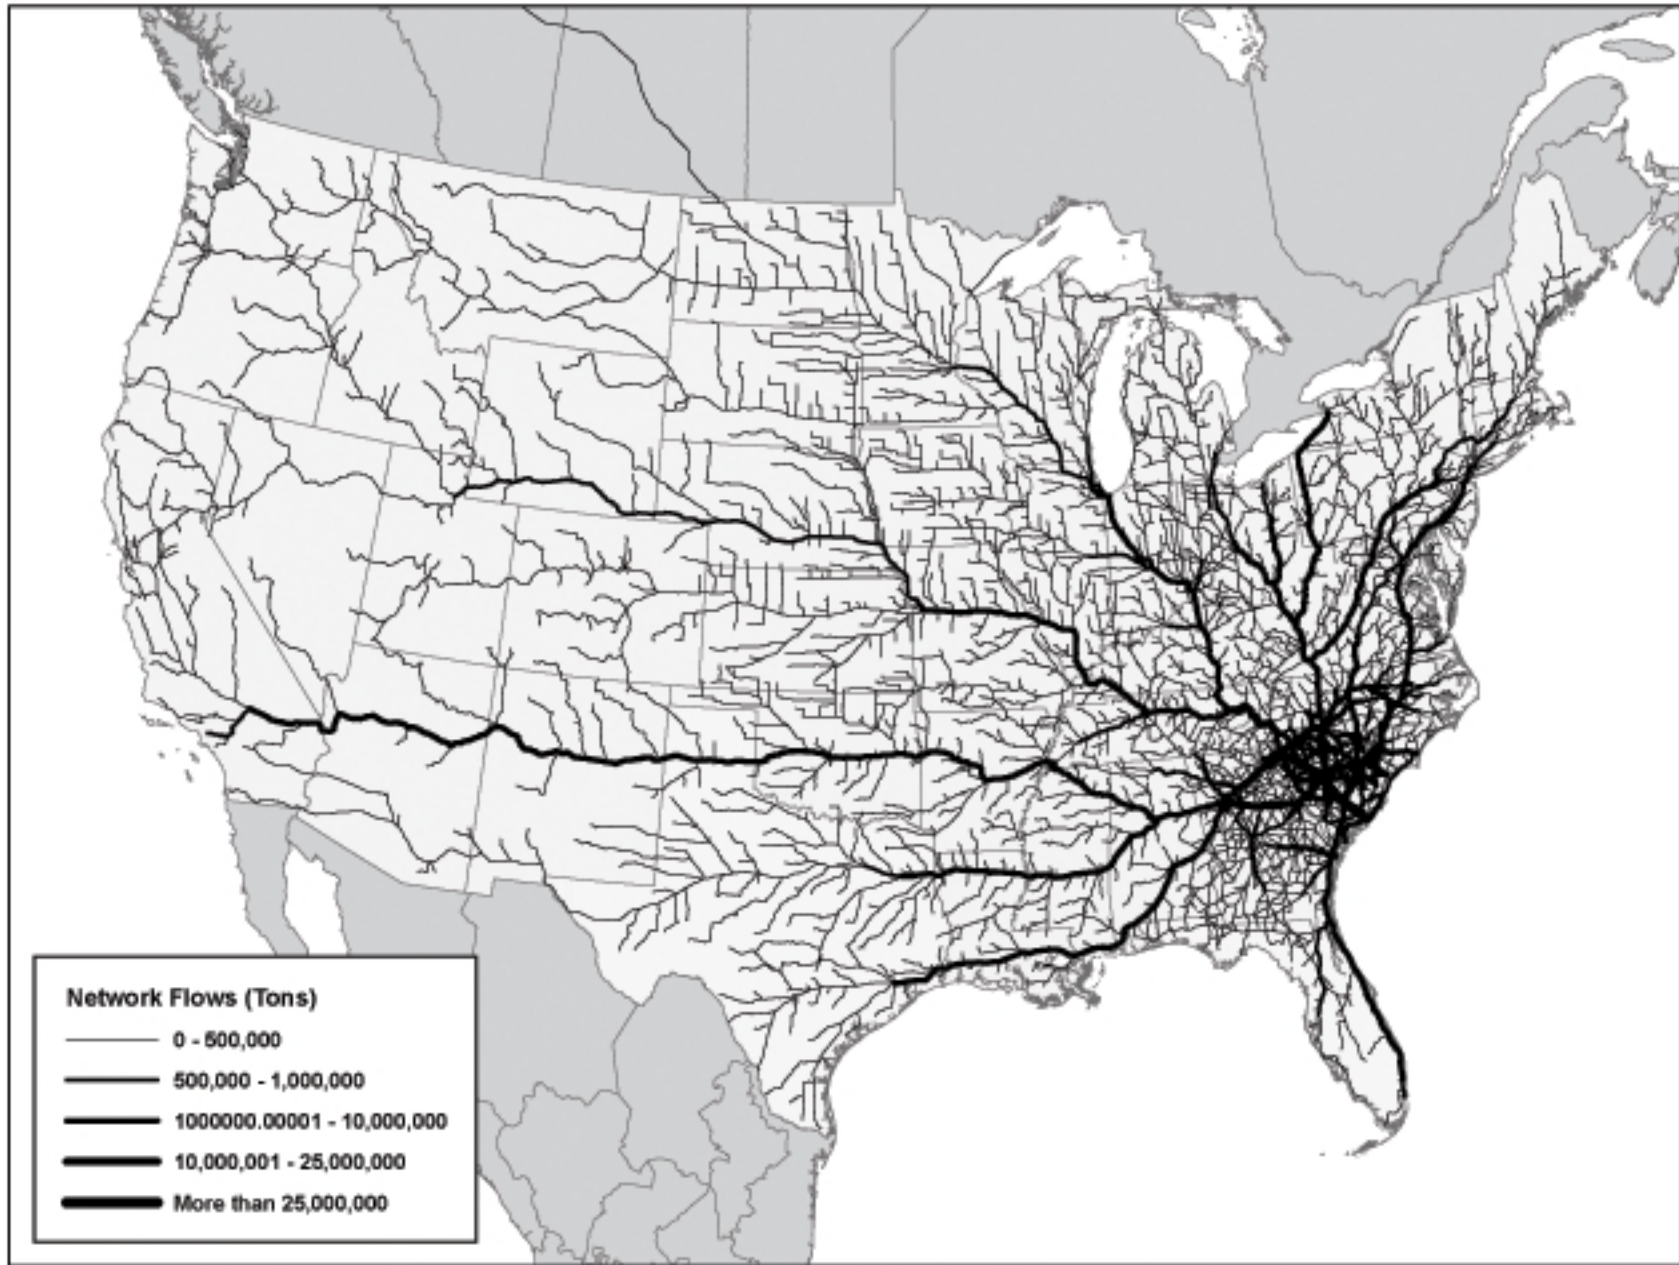 Network Flows (Tons)
0 - 500,000
500,000 - 1,000,000
1000000.00001 - 10,000,000
10,000,001 - 25,000,000
More than 25,000,000